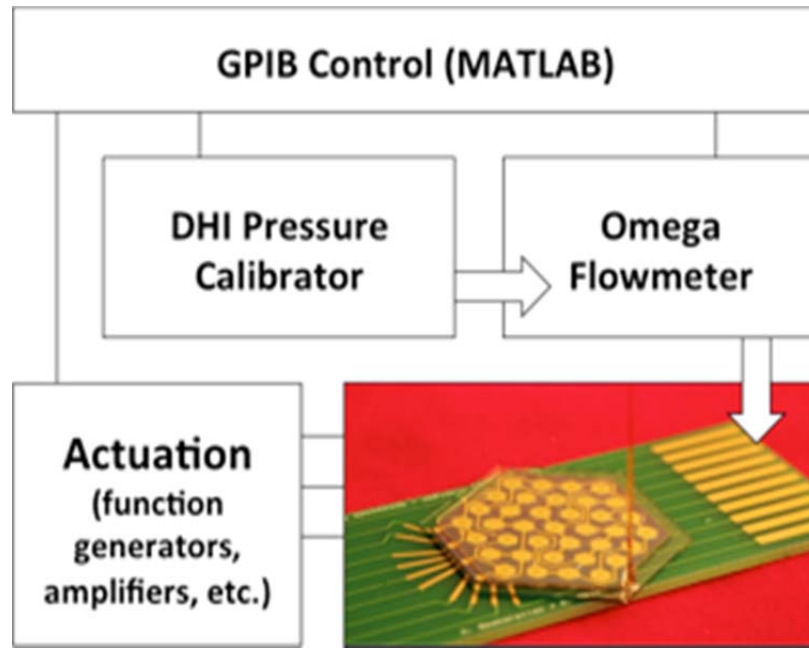 GPIB Control (MATLAB)
DHI Pressure
Calibrator
Omega
Flowmeter
Actuation
(function
generators,
amplifiers, etc.)